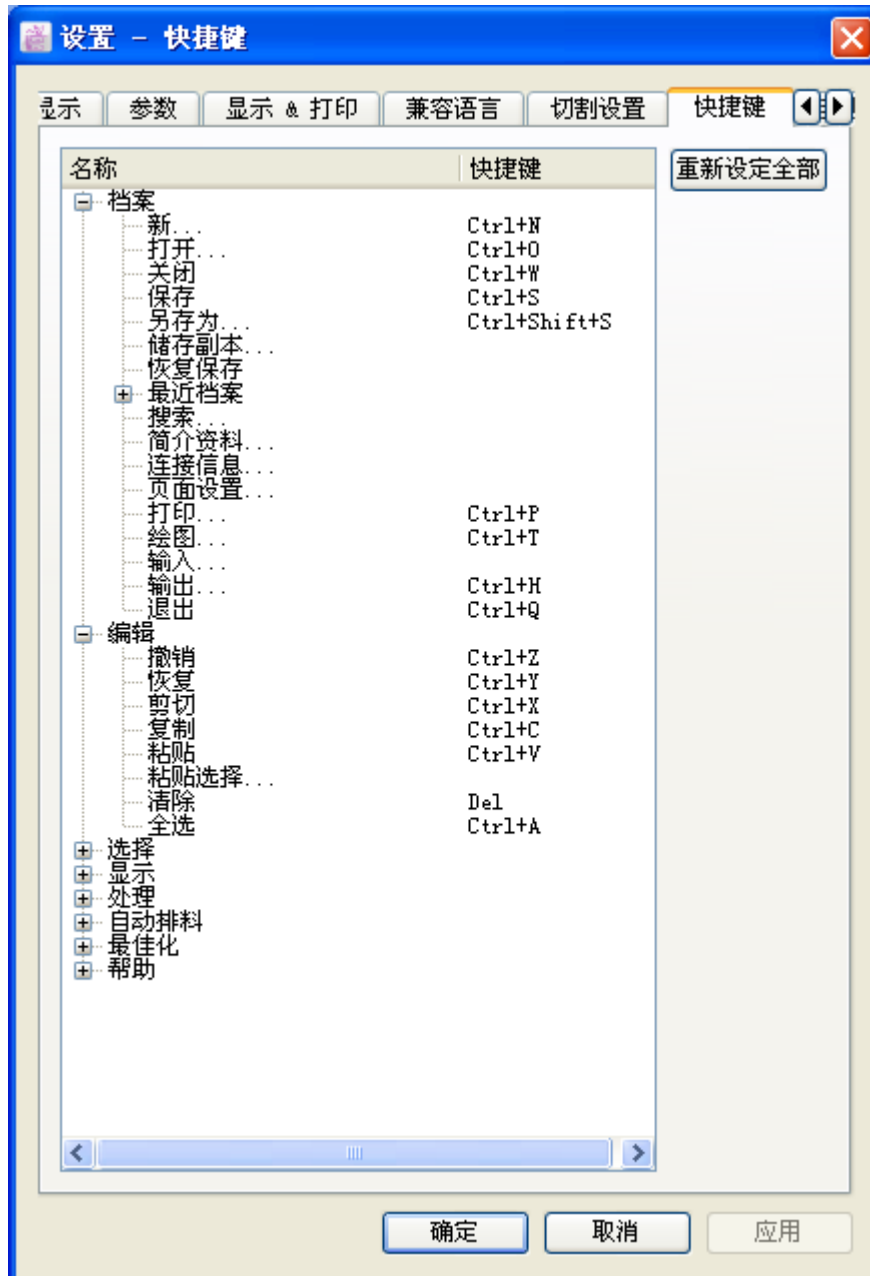 设置 - 快捷键
显示 参数 显示 & 打印 兼容语言 切割设置 快捷键
名称 快捷键 重新设定全部
档案
新... Ctrl+N
打开... Ctrl+O
关闭 Ctrl+W
保存 Ctrl+S
另存为... Ctrl+Shift+S
储存副本...
恢复保存
最近档案
搜索...
简介资料...
连接信息...
页面设置...
打印... Ctrl+P
绘图... Ctrl+T
输入...
输出... Ctrl+H
退出 Ctrl+Q
编辑
撤销 Ctrl+Z
恢复 Ctrl+Y
剪切 Ctrl+X
复制 Ctrl+C
粘贴 Ctrl+V
粘贴选择...
清除 Del
全选 Ctrl+A
选择
显示
处理
自动排料
最佳化
帮助
确定 取消 应用